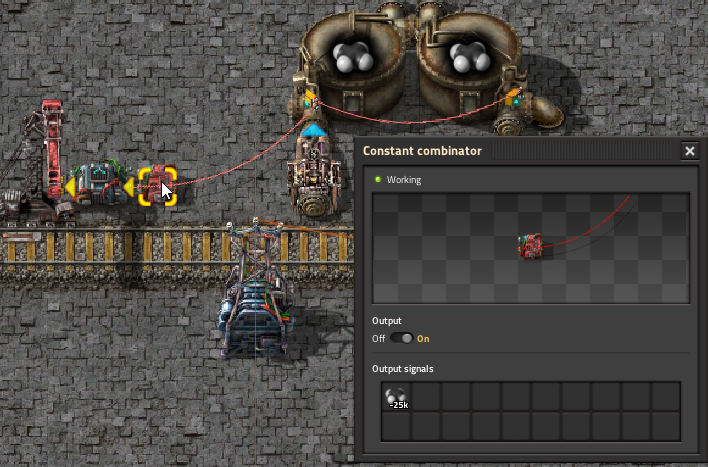 Constant combinator
Working
Output
Off On
Output signals
-25k